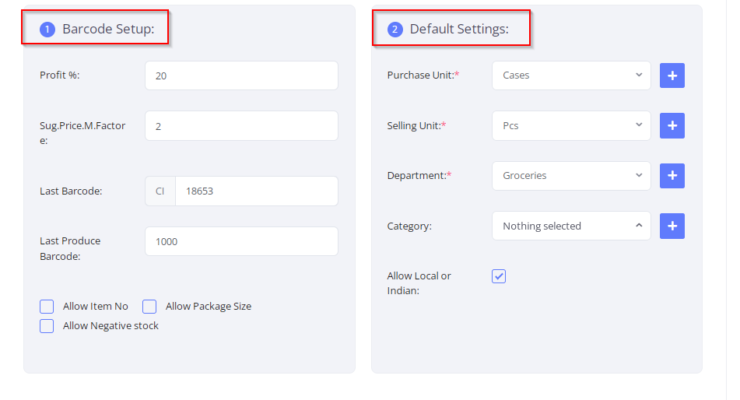 1 Barcode Setup:
Profit %: 20
Sug.Price.M.Factor
e: 2
Last Barcode: CI 18653
Last Produce
Barcode: 1000
Allow Item No Allow Package Size
Allow Negative stock
2 Default Settings:
Purchase Unit:* Cases +
Selling Unit:* Pcs +
Department:* Groceries +
Category: Nothing selected +
Allow Local or
Indian: